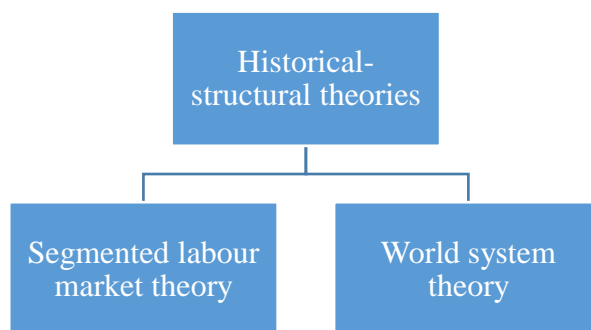 Historical-
structural theories
Segmented labour
market theory
World system
theory